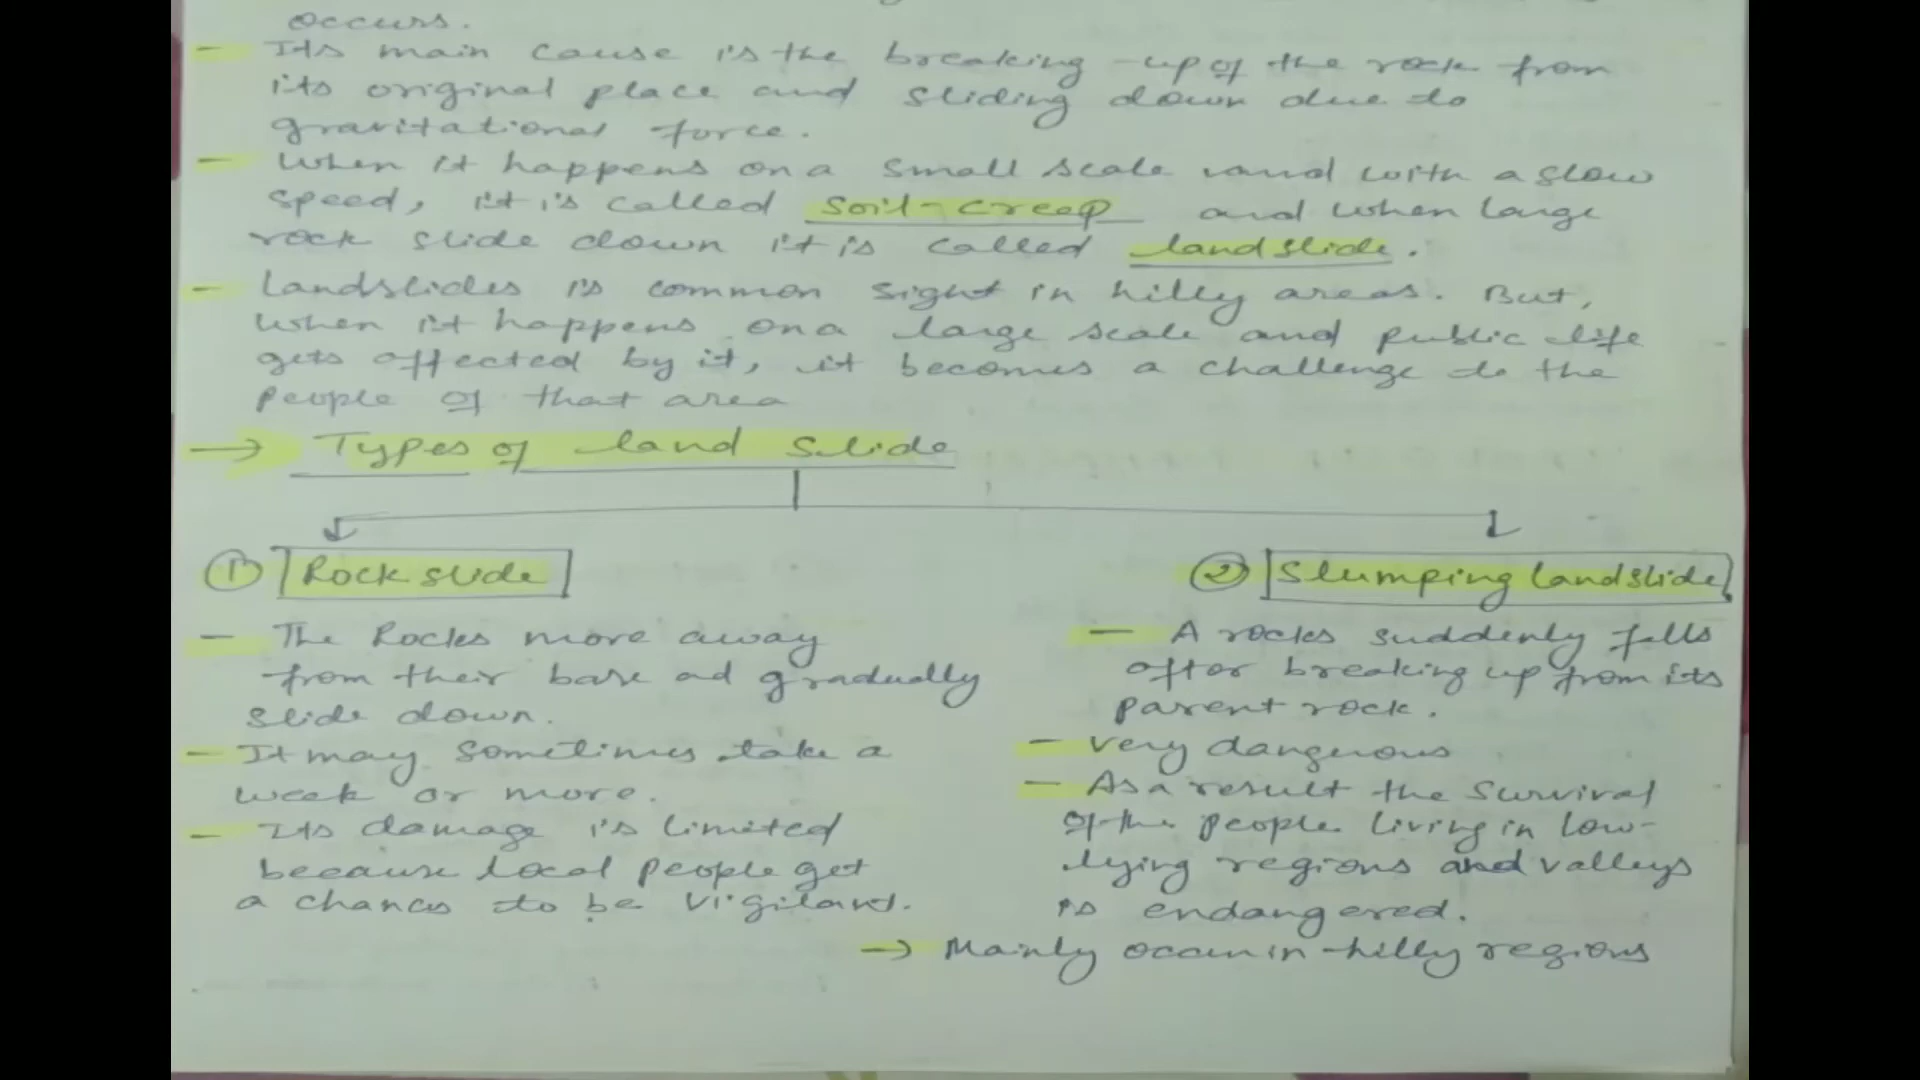 occurs.
- Its main cause is the breaking-up of the rock from
its original place and sliding down due to
gravitational force.
- When it happens on a small scale and with a slow
speed, it is called soil-creep and when large
rock slide down it is called landslide.
- Landslides is common sight in hilly areas. But,
when it happens on a large scale and public life
gets affected by it, it becomes a challenge to the
people of that area
→ Types of land slide
① Rock slide
- The Rocks move away
from their base ad gradually
slide down.
- It may sometimes take a
week or more.
- Its damage is limited
because local people get
a chance to be vigilant.
② Slumping landslide
- A rocks suddenly falls
after breaking up from its
parent rock.
- Very dangerous
- As a result the survival
of the people living in low-
lying regions and valleys
is endangered.
→ Mainly occur in hilly regions